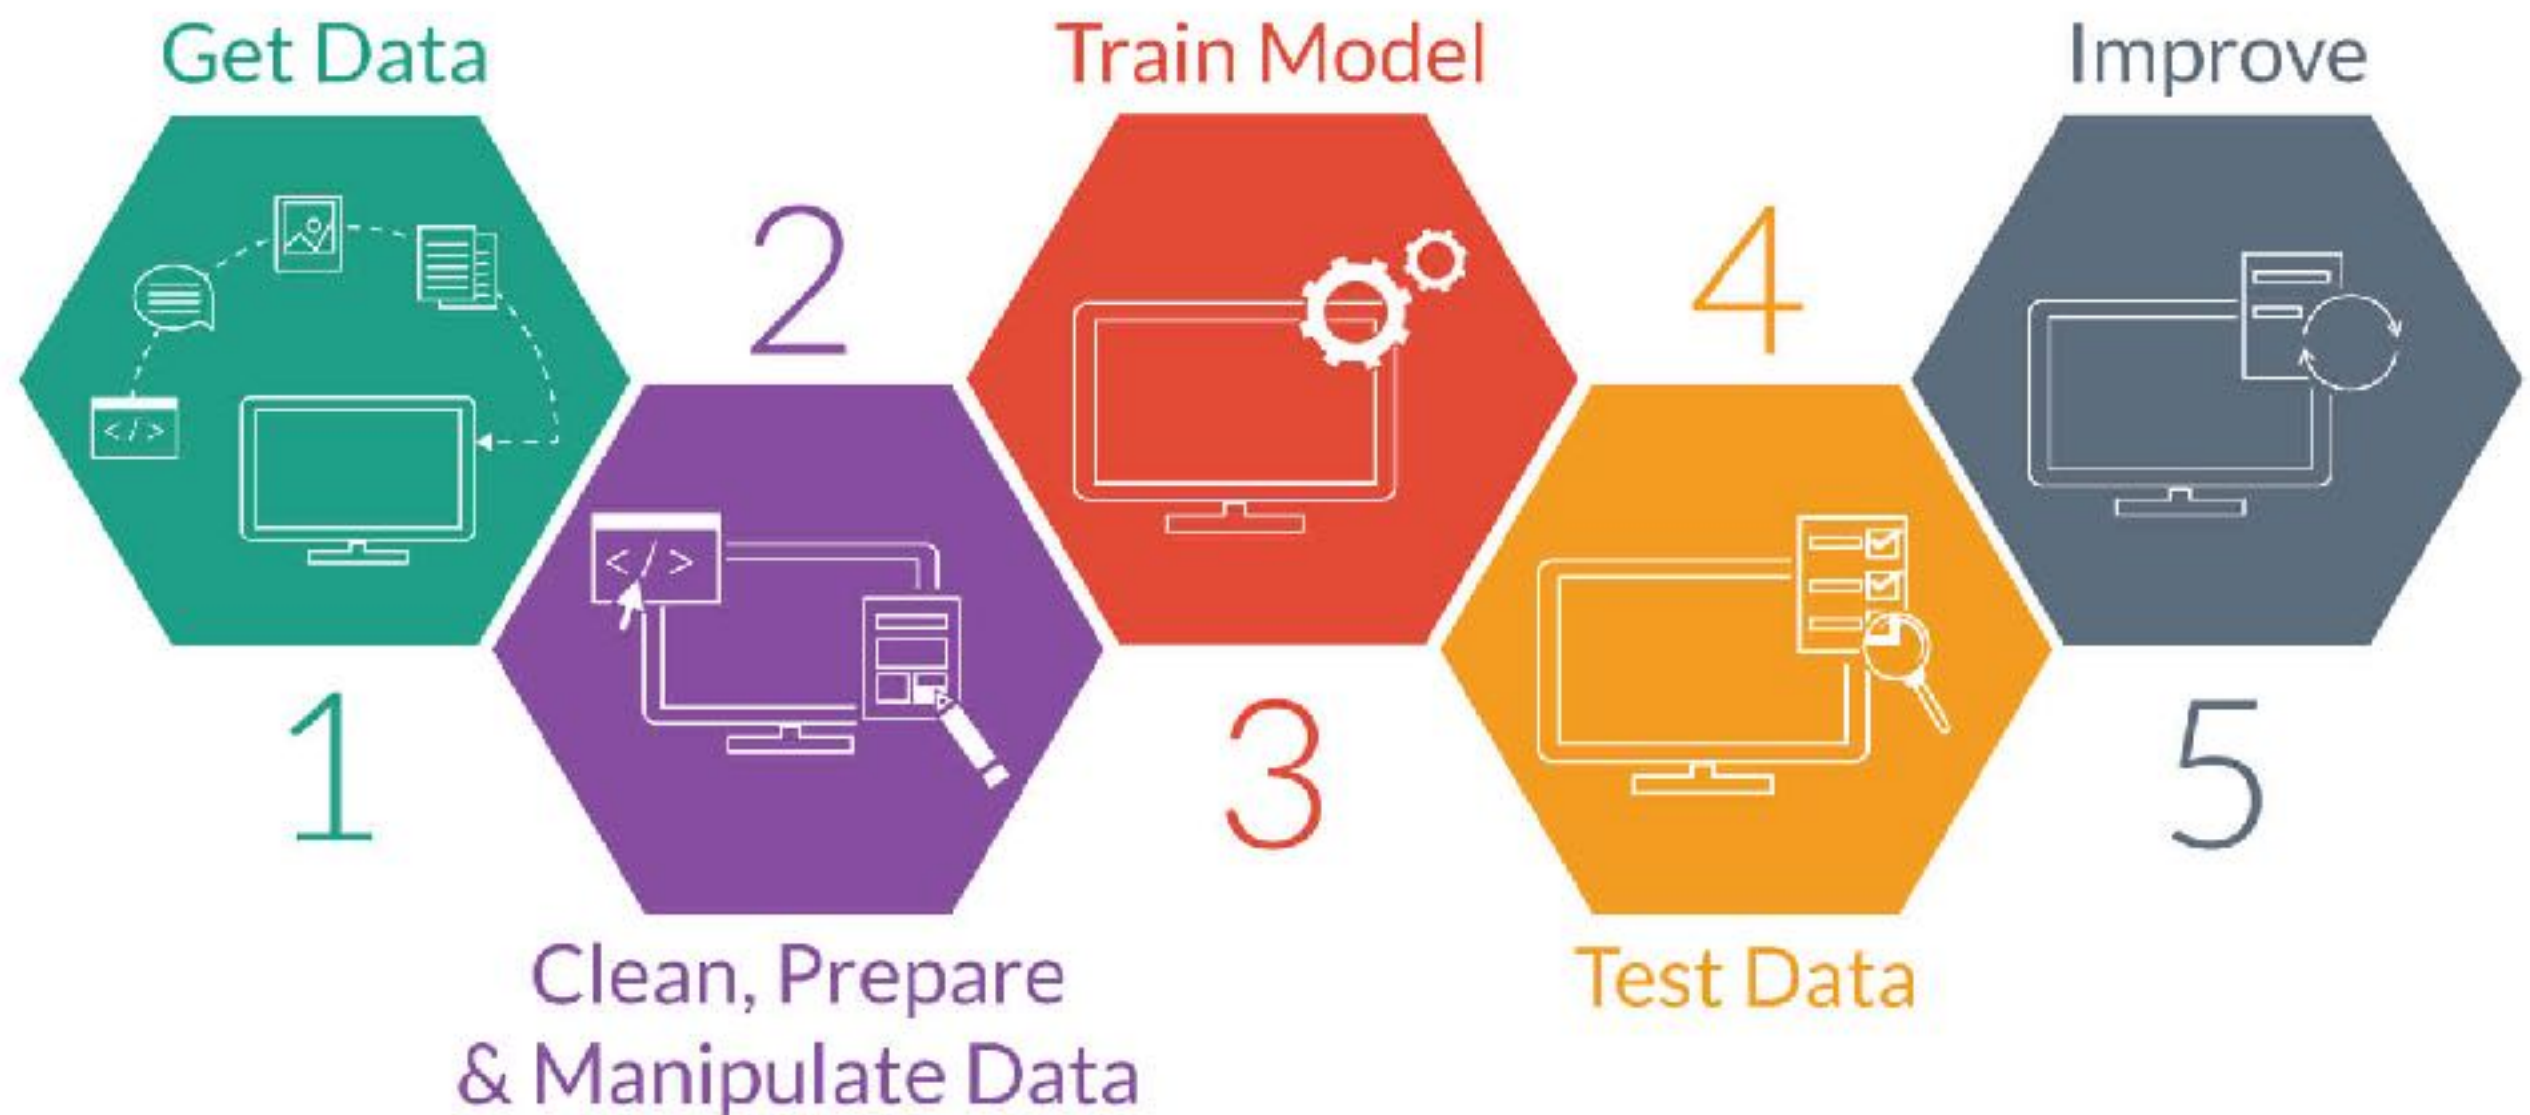 Get Data
1
2
Clean, Prepare
& Manipulate Data
Train Model
3
4
Test Data
Improve
5